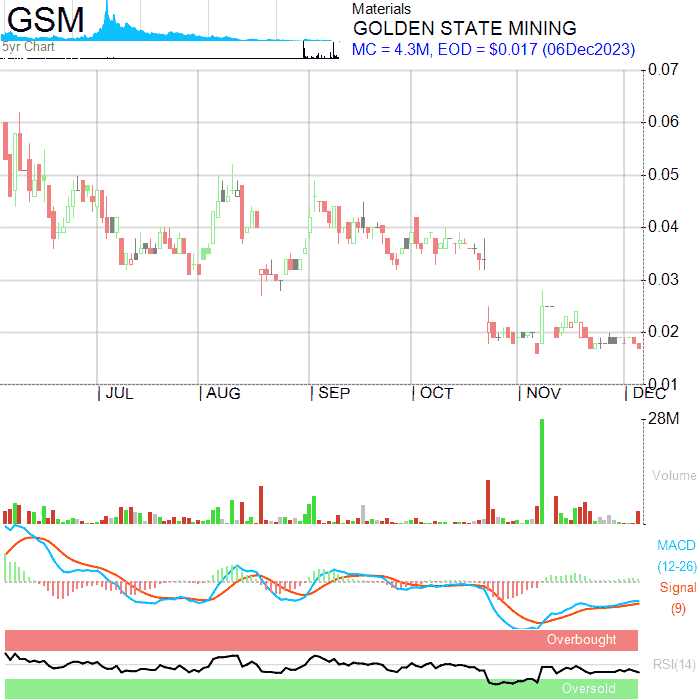 GSM
5yr Chart
Materials
GOLDEN STATE MINING
MC = 4.3M, EOD = $0.017 (06Dec2023)
0.07
0.06
0.05
0.04
0.03
0.02
0.01
JUL AUG SEP OCT NOV DEC
28M
Volume
MACD
(12-26)
Signal
(9)
Overbought
RSI(14)
Oversold